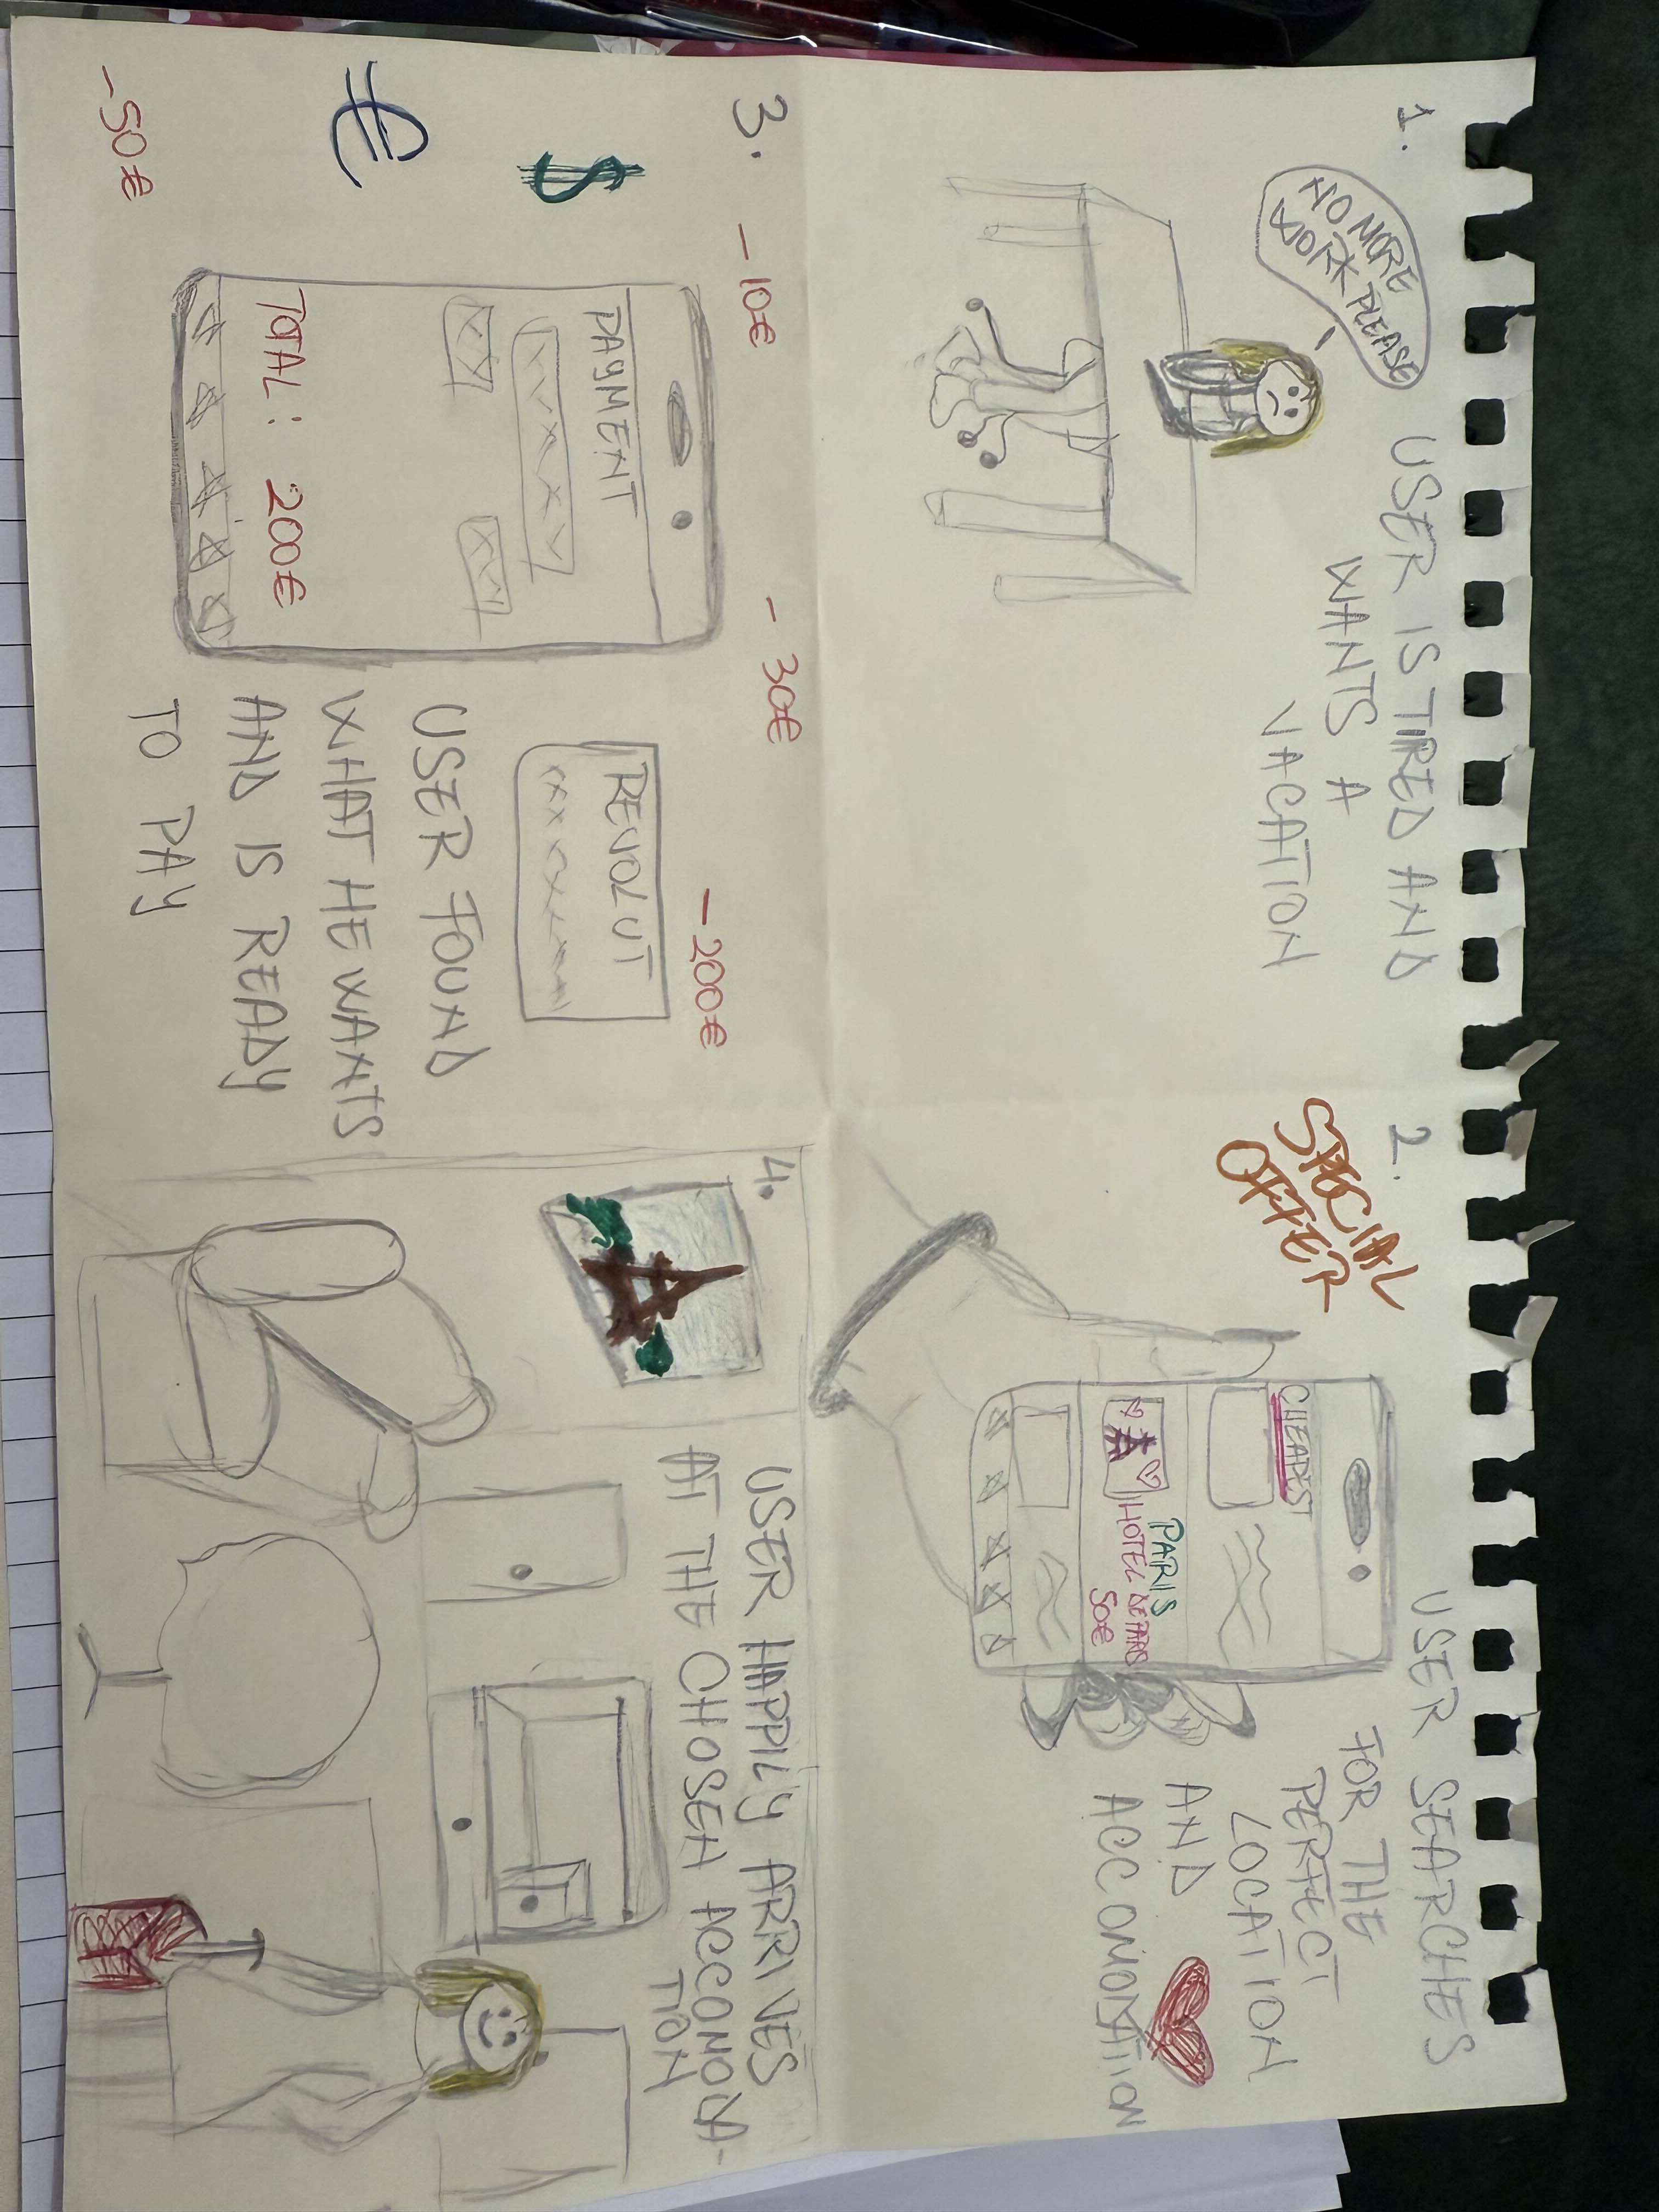 1.
NO MORE
WORK PLEASE
USER IS TIRED AND
WANTS A
VACATION
2.
SPECIAL
OFFER
CHEAPEST
PARIS
HOTEL DE PARIS
50€
USER SEARCHES
FOR THE
PERFECT
LOCATION
AND
ACCOMODATION
3.
-10€
-30€
-200€
$
€
-50€
PAYMENT
TOTAL: 200€
REVOLUT
USER FOUND
WHAT HE WANTS
AND IS READY
TO PAY
4.
USER HAPPILY ARRIVES
AT THE CHOSEN ACCOMODA-
TION